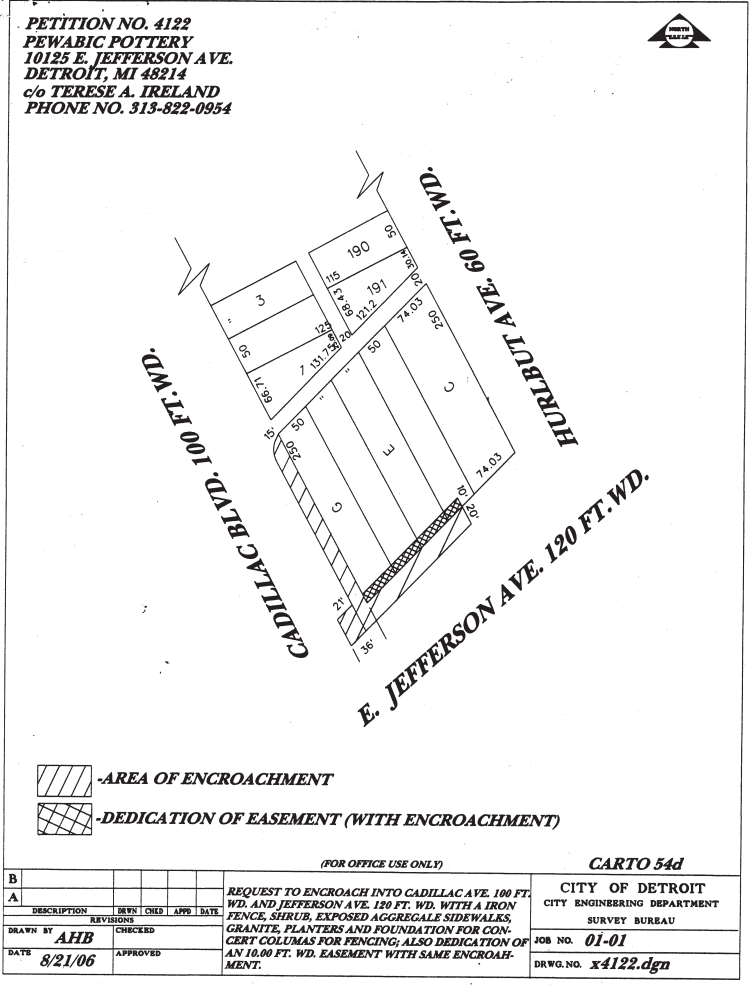 PETITION NO. 4122
PEWABIC POTTERY
10125 E. JEFFERSON AVE.
DETROIT, MI 48214
c/o TERESE A. IRELAND
PHONE NO. 313-822-0954
NORTH
HURLBUT AVE. 60 FT.WD.
190
50
115
30.14
191
68.43
121.2
20
3
"
125
20
50
131.75
1
66.71
74.03
250
50
"
"
50
15'
250
C
E
G
74.03
10'
20'
21'
36'
CADILLAC BLVD. 100 FT.WD.
E. JEFFERSON AVE. 120 FT.WD.
-AREA OF ENCROACHMENT
-DEDICATION OF EASEMENT (WITH ENCROACHMENT)
(FOR OFFICE USE ONLY)
CARTO 54d
B
A
DESCRIPTION DRWN CHKD APPD DATE
REVISIONS
DRAWN BY AHB
CHECKED
DATE 8/21/06
APPROVED
REQUEST TO ENCROACH INTO CADILLAC AVE. 100 FT.
WD. AND JEFFERSON AVE. 120 FT. WD. WITH A IRON
FENCE, SHRUB, EXPOSED AGGREGALE SIDEWALKS,
GRANITE, PLANTERS AND FOUNDATION FOR CON-
CERT COLUMAS FOR FENCING; ALSO DEDICATION OF
AN 10.00 FT. WD. EASEMENT WITH SAME ENCROAH-
MENT.
CITY OF DETROIT
CITY ENGINEERING DEPARTMENT
SURVEY BUREAU
JOB NO. 01-01
DRWG. NO. x4122.dgn